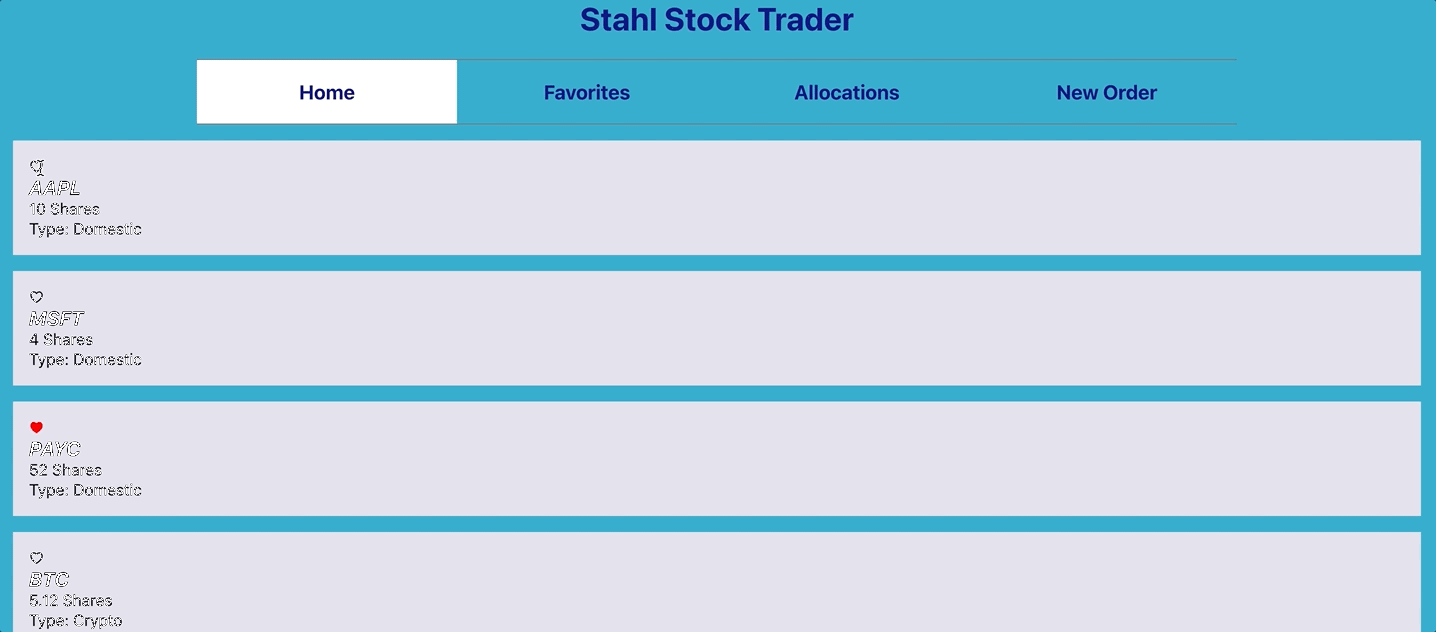 Stahl Stock Trader
Home Favorites Allocations New Order
AAPL
10 Shares
Type: Domestic
MSFT
4 Shares
Type: Domestic
PAYC
52 Shares
Type: Domestic
BTC
5.12 Shares
Type: Crypto